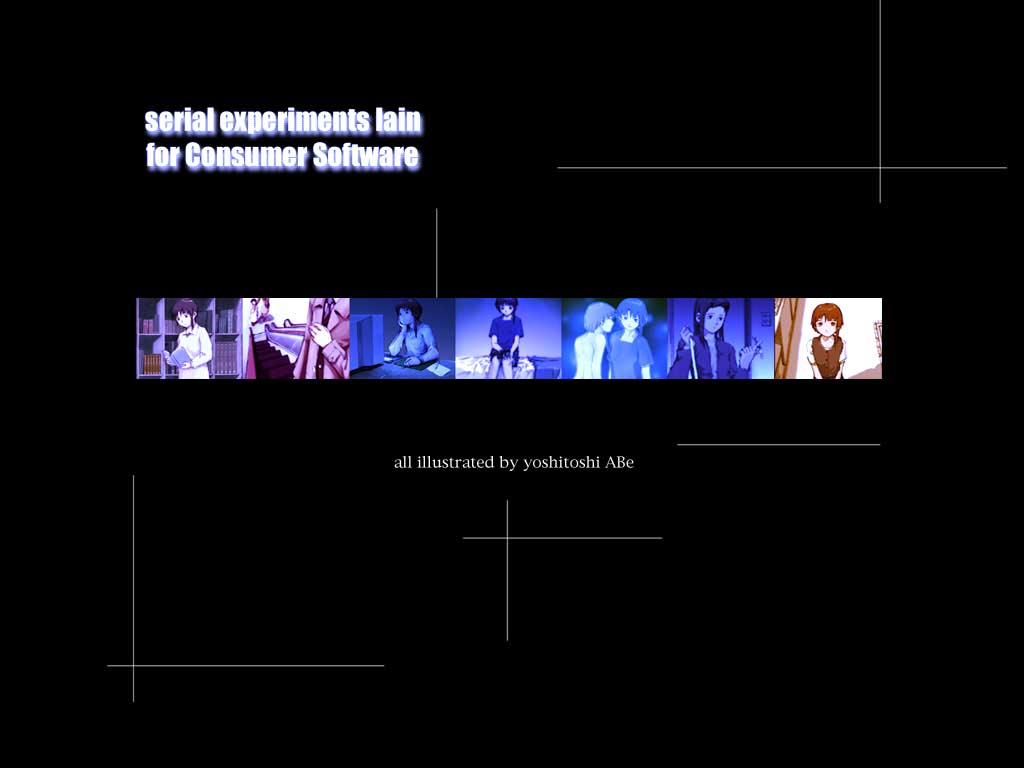 serial experiments lain
for Consumer Software
all illustrated by yoshitoshi ABe